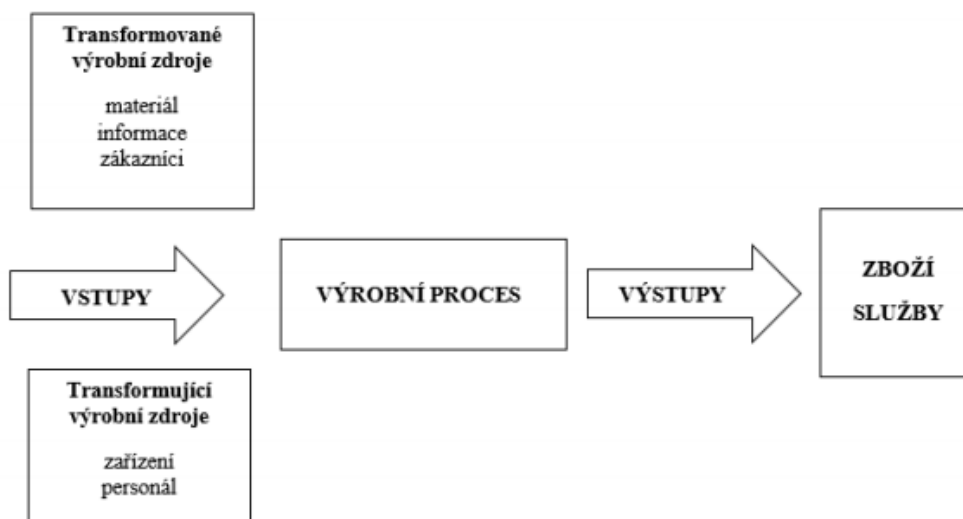 Transformované
výrobní zdroje
materiál
informace
zákazníci
VSTUPY
VÝROBNÍ PROCES
VÝSTUPY
ZBOŽÍ
SLUŽBY
Transformující
výrobní zdroje
zařízení
personál